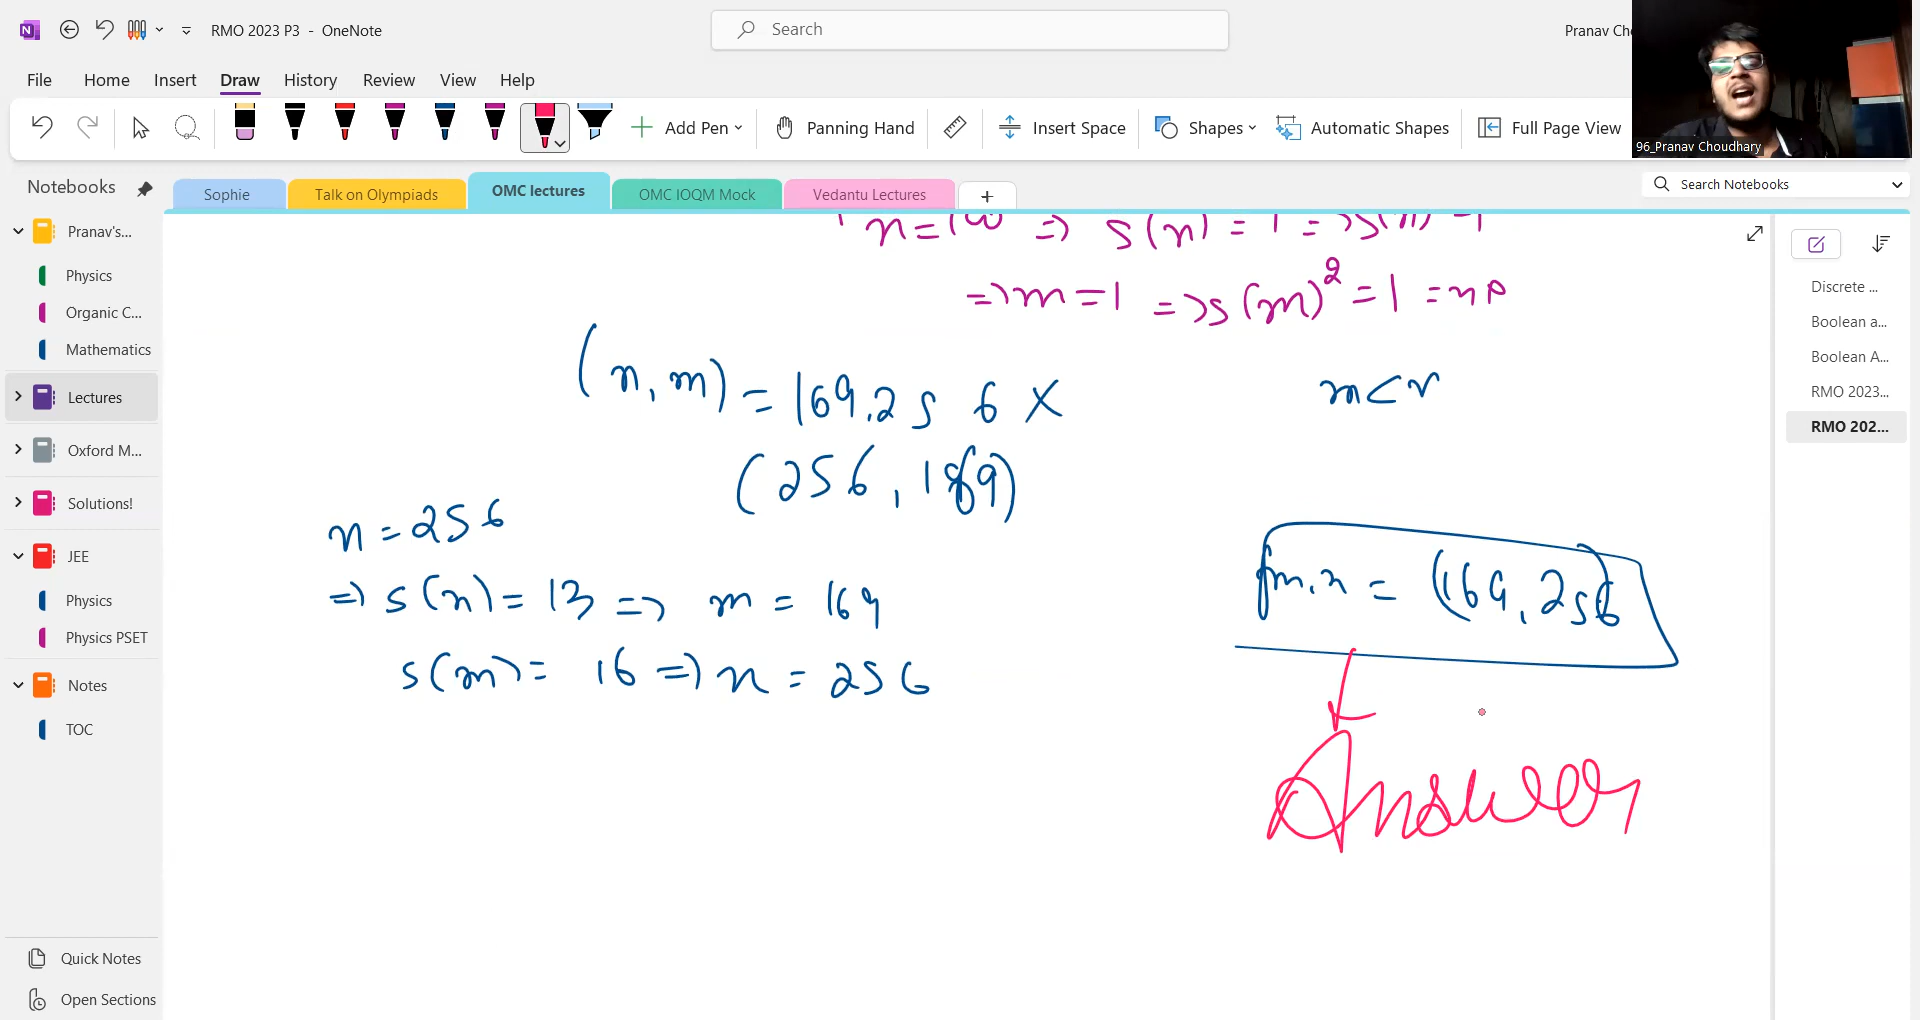 RMO 2023 P3 - OneNote
Search
Pranav Cho
96_Pranav Choudhary
File Home Insert Draw History Review View Help
Add Pen Panning Hand Insert Space Shapes Automatic Shapes Full Page View
Notebooks
Sophie Talk on Olympiads OMC lectures OMC IOQM Mock Vedantu Lectures +
Search Notebooks
Pranav's...
Physics
Organic C...
Mathematics
Lectures
Oxford M...
Solutions!
JEE
Physics
Physics PSET
Notes
TOC
Quick Notes
Open Sections
⇒ m = 1 ⇒ s(m)² = 1 =
(n, m) = 169, 256 X
m <
(256, 169)
n = 256
⇒ s(n) = 13 ⇒ m = 169
s(m) = 16 ⇒ n = 256
m, n = (169, 256)
Answer
Discrete ...
Boolean a...
Boolean A...
RMO 2023...
RMO 202...